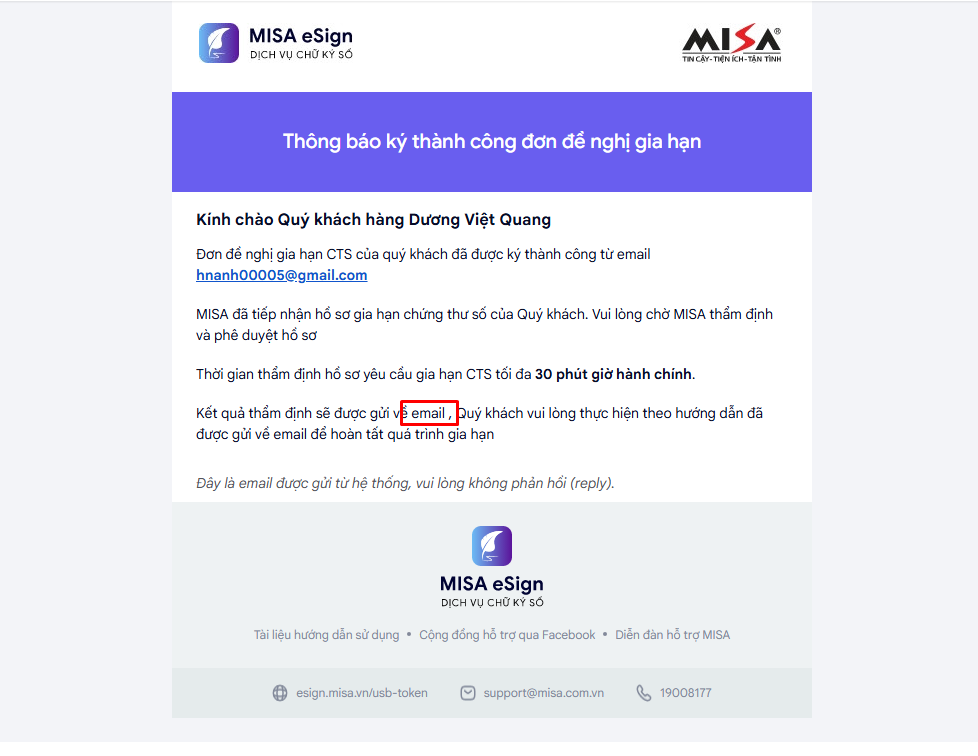 MISA eSign
DỊCH VỤ CHỮ KÝ SỐ
MISA®
TIN CẬY-TIỆN ÍCH-TẬN TÌNH
Thông báo ký thành công đơn đề nghị gia hạn
Kính chào Quý khách hàng Dương Việt Quang
Đơn đề nghị gia hạn CTS của quý khách đã được ký thành công từ email
hnanh00005@gmail.com
MISA đã tiếp nhận hồ sơ gia hạn chứng thư số của Quý khách. Vui lòng chờ MISA thẩm định
và phê duyệt hồ sơ
Thời gian thẩm định hồ sơ yêu cầu gia hạn CTS tối đa 30 phút giờ hành chính.
Kết quả thẩm định sẽ được gửi về email , Quý khách vui lòng thực hiện theo hướng dẫn đã
được gửi về email để hoàn tất quá trình gia hạn
Đây là email được gửi từ hệ thống, vui lòng không phản hồi (reply).
MISA eSign
DỊCH VỤ CHỮ KÝ SỐ
Tài liệu hướng dẫn sử dụng • Cộng đồng hỗ trợ qua Facebook • Diễn đàn hỗ trợ MISA
esign.misa.vn/usb-token support@misa.com.vn 19008177